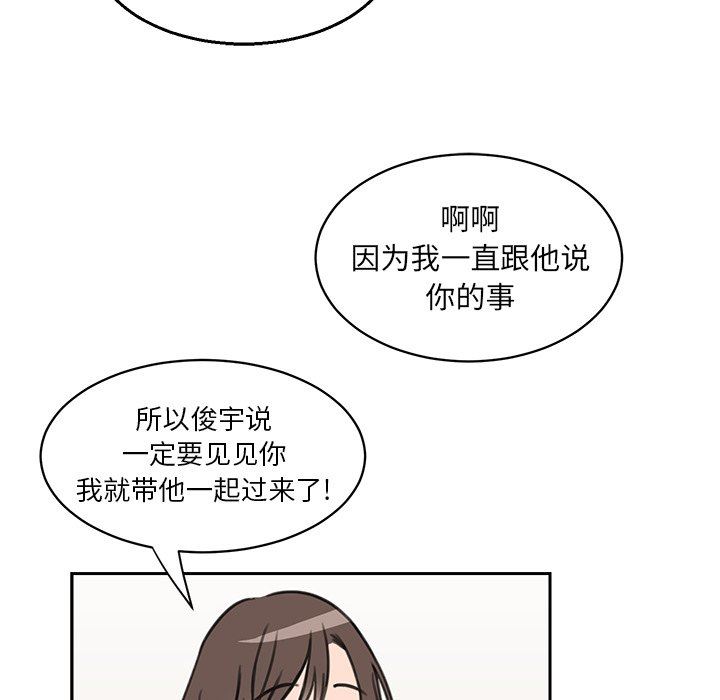 啊啊
因为我一直跟他说
你的事
所以俊宇说
一定要见见你
我就带他一起过来了!